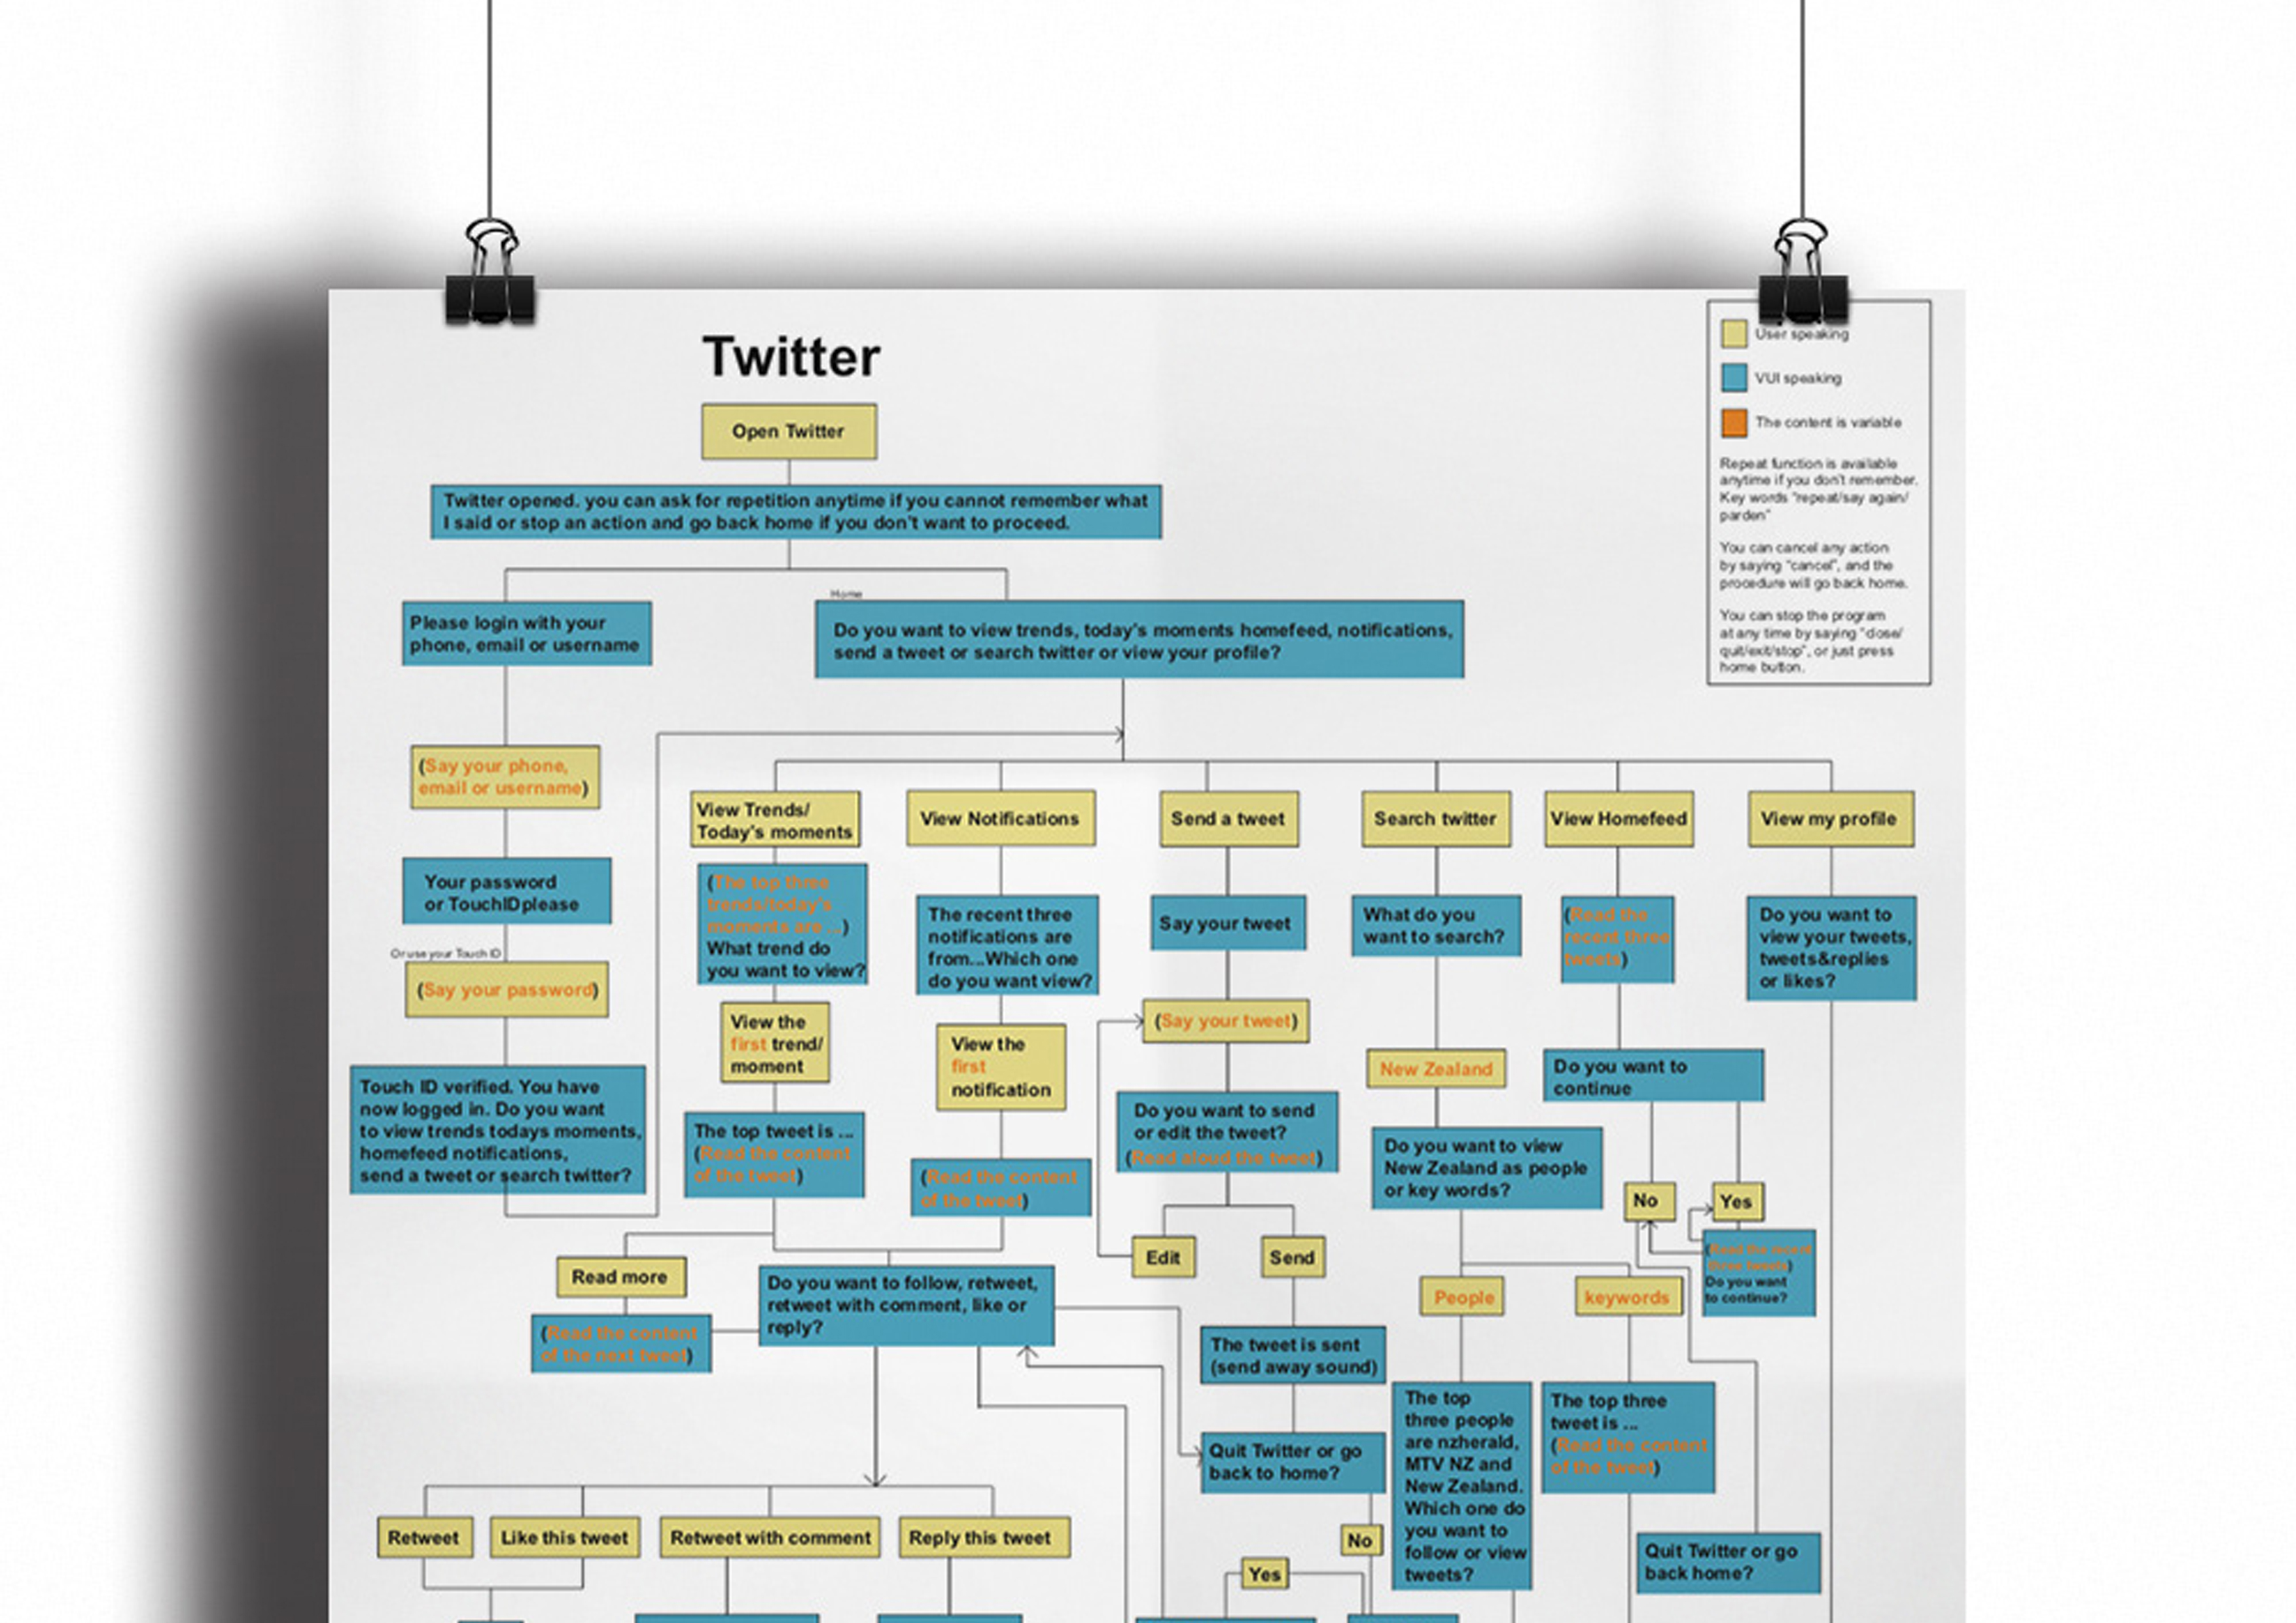 Twitter
User speaking
VUI speaking
The content is variable
Repeat function is available
anytime if you don't remember.
Key words "repeat/say again/
parden"
You can cancel any action
by saying "cancel", and the
procedure will go back home.
You can stop the program
at any time by saying "close/
quit/exit/stop", or just press
home button.
Open Twitter
Twitter opened. you can ask for repetition anytime if you cannot remember what
I said or stop an action and go back home if you don't want to proceed.
Please login with your
phone, email or username
Home
Do you want to view trends, today's moments homefeed, notifications,
send a tweet or search twitter or view your profile?
(Say your phone,
email or username)
Your password
or TouchIDplease
Or use your Touch ID
(Say your password)
Touch ID verified. You have
now logged in. Do you want
to view trends todays moments,
homefeed notifications,
send a tweet or search twitter?
View Trends/
Today's moments
(The top three
trends/today's
moments are ...)
What trend do
you want to view?
View the
first trend/
moment
The top tweet is ...
(Read the content
of the tweet)
Read more
(Read the content
of the next tweet)
View Notifications
The recent three
notifications are
from...Which one
do you want view?
View the
first
notification
(Read the content
of the tweet)
Do you want to follow, retweet,
retweet with comment, like or
reply?
Retweet
Like this tweet
Retweet with comment
Reply this tweet
Send a tweet
Say your tweet
(Say your tweet)
Do you want to send
or edit the tweet?
(Read aloud the tweet)
Edit
Send
The tweet is sent
(send away sound)
Quit Twitter or go
back to home?
No
Yes
Search twitter
What do you
want to search?
New Zealand
Do you want to view
New Zealand as people
or key words?
People
keywords
The top
three people
are nzherald,
MTV NZ and
New Zealand.
Which one do
you want to
follow or view
tweets?
The top three
tweet is ...
(Read the content
of the tweet)
View Homefeed
(Read the
recent three
tweets)
Do you want to
continue
No
Yes
(Read the recent
three tweets)
Do you want
to continue?
Quit Twitter or go
back home?
View my profile
Do you want to
view your tweets,
tweets&replies
or likes?